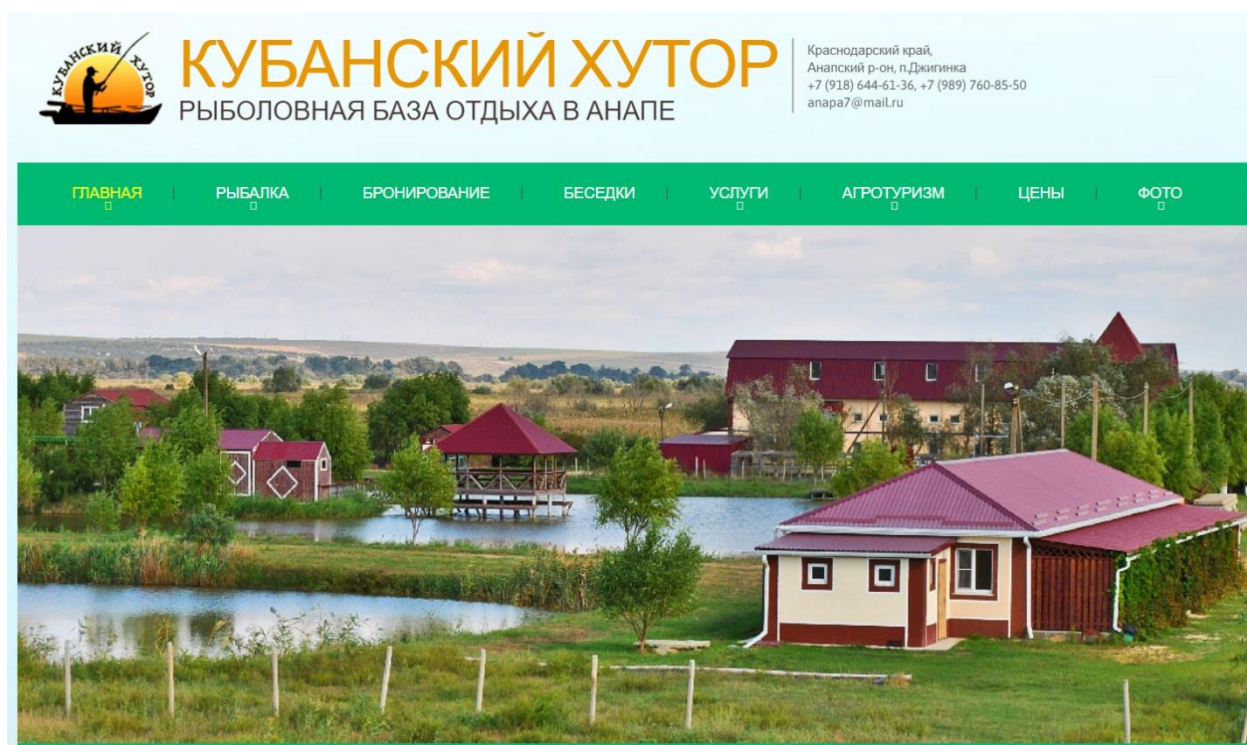 КУБАНСКИЙ ХУТОР
КУБАНСКИЙ ХУТОР
РЫБОЛОВНАЯ БАЗА ОТДЫХА В АНАПЕ
Краснодарский край,
Анапский р-он, п.Джигинка
+7 (918) 644-61-36, +7 (989) 760-85-50
anapa7@mail.ru
ГЛАВНАЯ | РЫБАЛКА | БРОНИРОВАНИЕ | БЕСЕДКИ | УСЛУГИ | АГРОТУРИЗМ | ЦЕНЫ | ФОТО